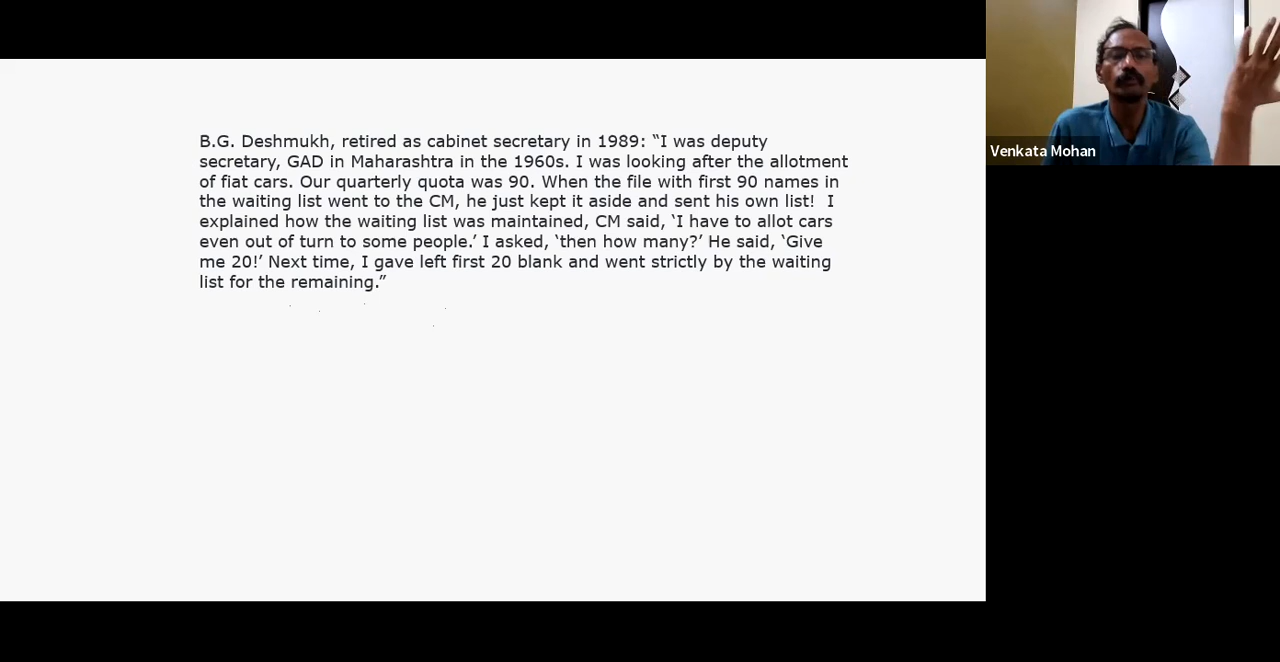 B.G. Deshmukh, retired as cabinet secretary in 1989: “I was deputy
secretary, GAD in Maharashtra in the 1960s. I was looking after the allotment
of fiat cars. Our quarterly quota was 90. When the file with first 90 names in
the waiting list went to the CM, he just kept it aside and sent his own list!  I
explained how the waiting list was maintained, CM said, ‘I have to allot cars
even out of turn to some people.’ I asked, ‘then how many?’ He said, ‘Give
me 20!’ Next time, I gave left first 20 blank and went strictly by the waiting
list for the remaining.”
Venkata Mohan